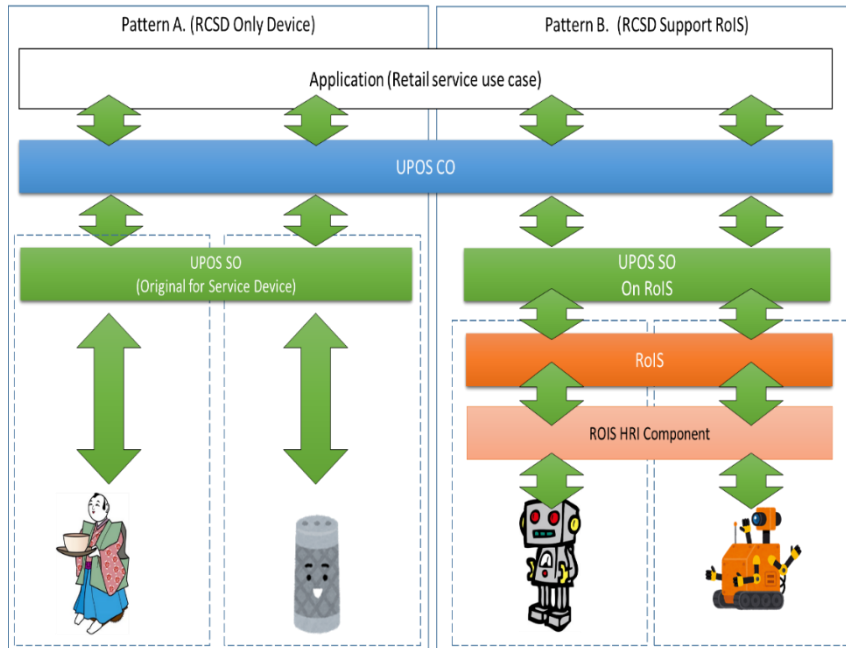 Pattern A. (RCSD Only Device)
Pattern B. (RCSD Support RoIS)
Application (Retail service use case)
UPOS CO
UPOS SO
(Original for Service Device)
UPOS SO
On RoIS
RoIS
ROIS HRI Component